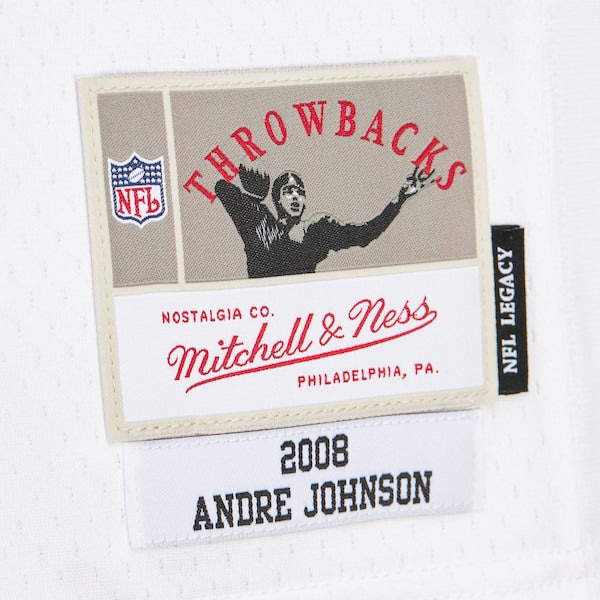 THROWBACKS
NFL
NOSTALGIA CO.
Mitchell & Ness
PHILADELPHIA, PA.
NFL LEGACY
2008
ANDRE JOHNSON